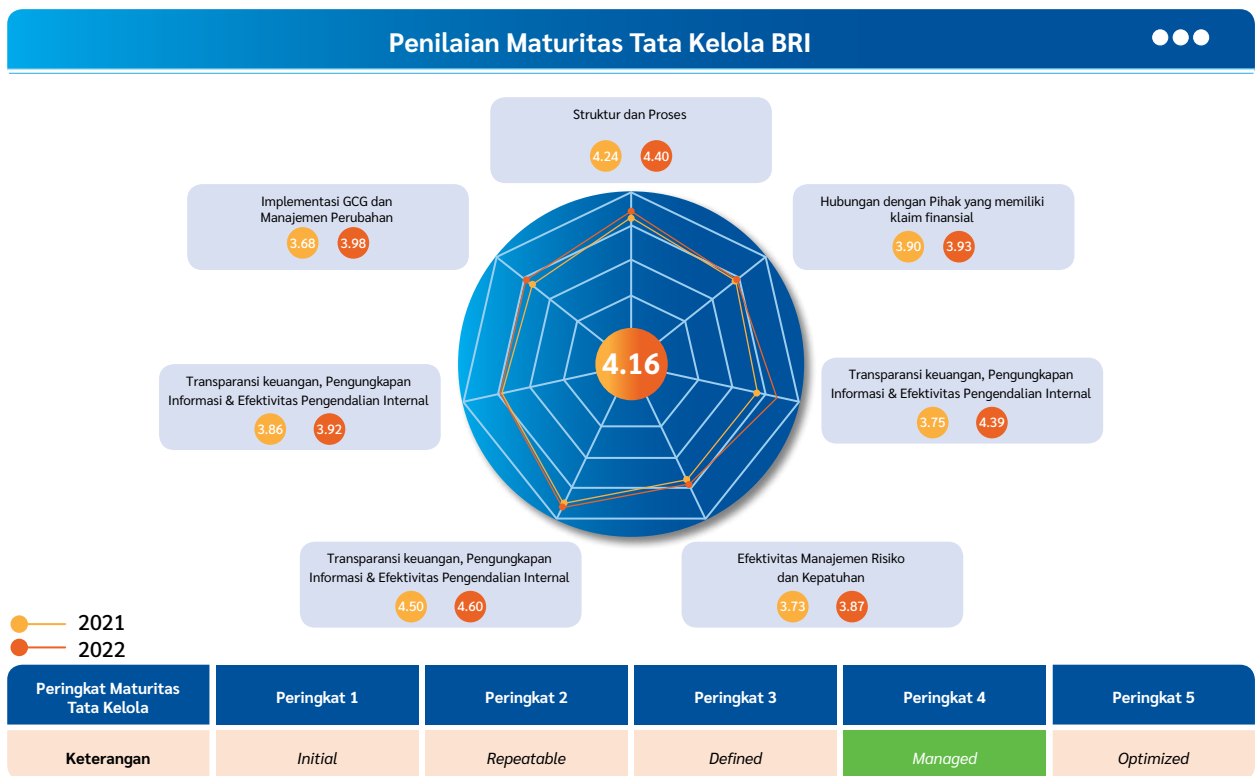 Penilaian Maturitas Tata Kelola BRI
Struktur dan Proses
4.24 4.40
Implementasi GCG dan
Manajemen Perubahan
3.68 3.98
Hubungan dengan Pihak yang memiliki
klaim finansial
3.90 3.93
4.16
Transparansi keuangan, Pengungkapan
Informasi & Efektivitas Pengendalian Internal
3.86 3.92
Transparansi keuangan, Pengungkapan
Informasi & Efektivitas Pengendalian Internal
3.75 4.39
Transparansi keuangan, Pengungkapan
Informasi & Efektivitas Pengendalian Internal
4.50 4.60
Efektivitas Manajemen Risiko
dan Kepatuhan
3.73 3.87
2021
2022
Peringkat Maturitas
Tata Kelola
Peringkat 1
Peringkat 2
Peringkat 3
Peringkat 4
Peringkat 5
Keterangan
Initial
Repeatable
Defined
Managed
Optimized